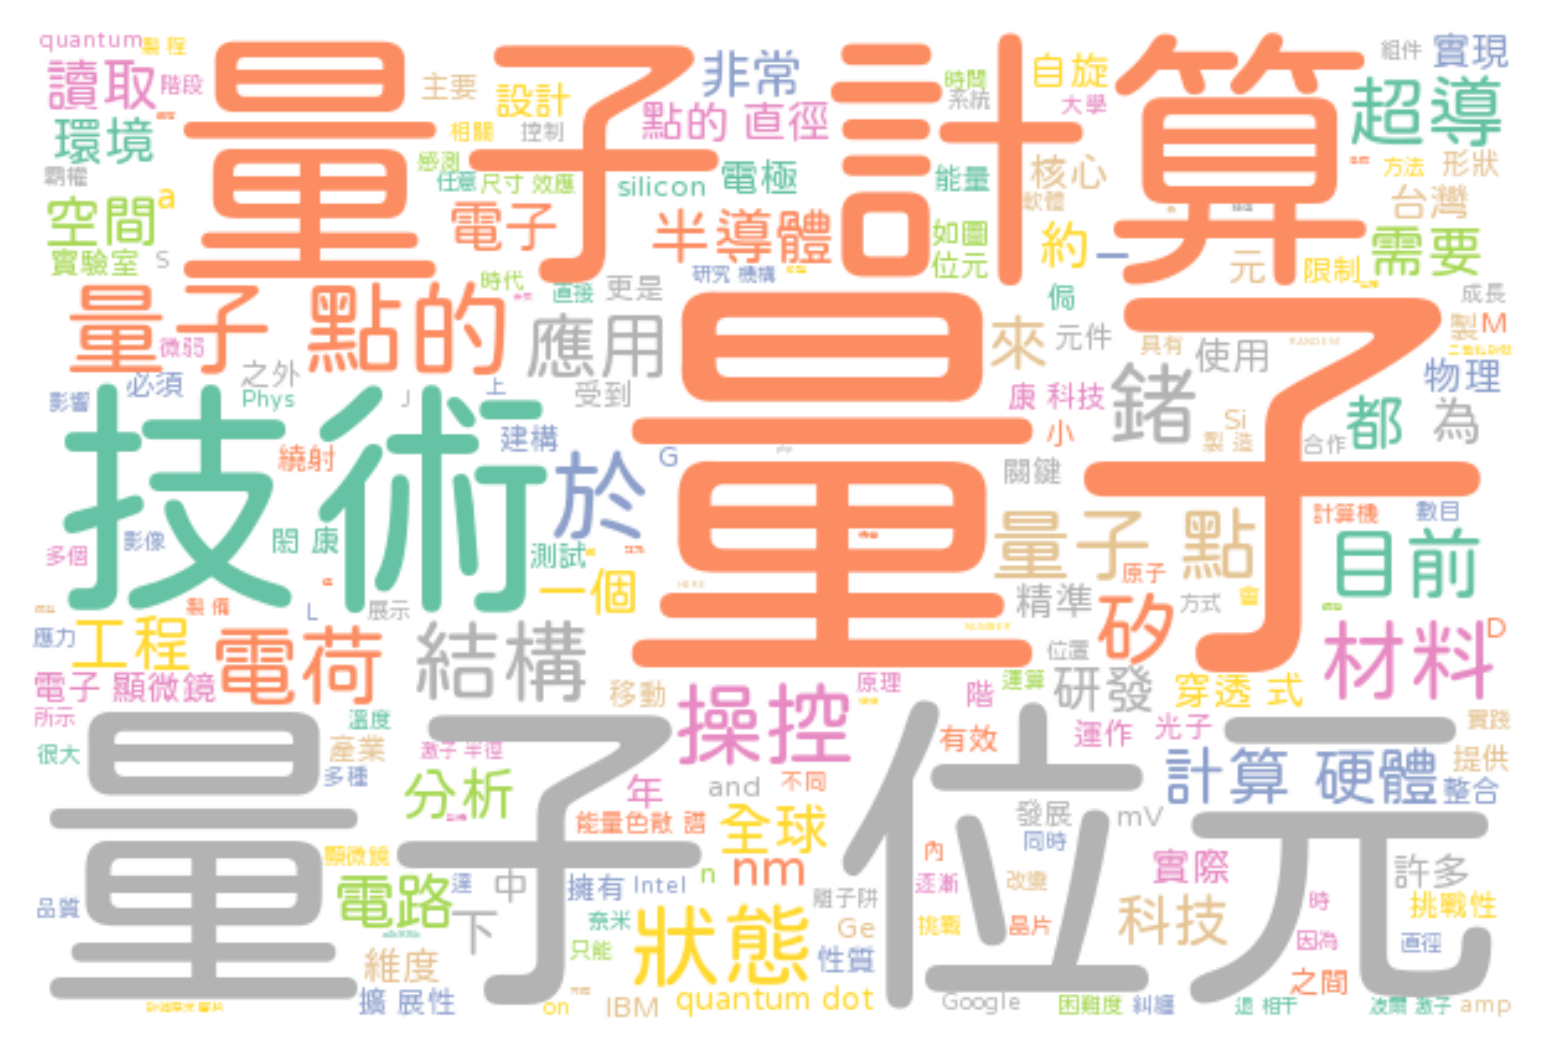 quantum 製 程
量子 計算
非常
自旋
組件 實現
讀取 階段
主要
設計
時間
系統
大學
超導
環境
相關 控制
點的 直徑
感測
任意 尺寸 效應
silicon 電極
能量
核心
軟體
方法 形狀
霸權
空間 a
電子
半導體
如圖
位元
約 一
台灣
需要
實驗室 S
時代
研究 機構
元 限制
量子 點的
直接 更是
侷
成長
微弱
應用
來 元件
具有 使用
製 M
RANDOM
之外
必須
Phys
影響
J
上
受到
康 科技
鍺
物理
技術
建構
小
Si
製 造
都 為
合作
繞射
於 G
量子
關鍵
計算機 數目
多個 影像
閎 康
測試
一個
量子 點
原子
目前
HERE
製 備
L
展示
精準
矽
方式
應力 工程
電荷
結構
NUMBER
位置
材料 D
電子 顯微鏡
移動
操控
原理
階
運算
研發
穿透 式
所示
溫度
量子 位元
很大
產業
多種
激子 半徑
有效
運作 光子
實踐
分析
年
and 不同
計算 硬體
提供
整合
能量色散 譜
全球
發展 mV
同時
顯微鏡
電路 達 中
擁有 Intel n nm
離子阱
內
逐漸
改變
實際
許多
品質
下
奈米
狀態
Ge
挑戰
晶片
科技
時
挑戰性
只能
因為
直徑
維度
性質
之間
擴 展性
on
IBM quantum dot
Google
困難度 糾纏
退 相干
波爾 激子 amp